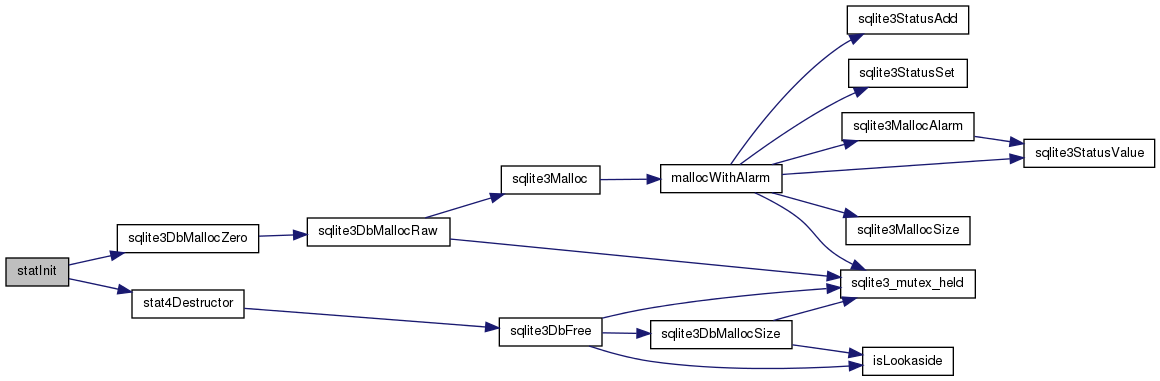 sqlite3StatusAdd
sqlite3StatusSet
sqlite3MallocAlarm
sqlite3StatusValue
sqlite3Malloc
mallocWithAlarm
sqlite3MallocSize
sqlite3DbMallocZero
sqlite3DbMallocRaw
statInit
sqlite3_mutex_held
stat4Destructor
sqlite3DbFree
sqlite3DbMallocSize
isLookaside